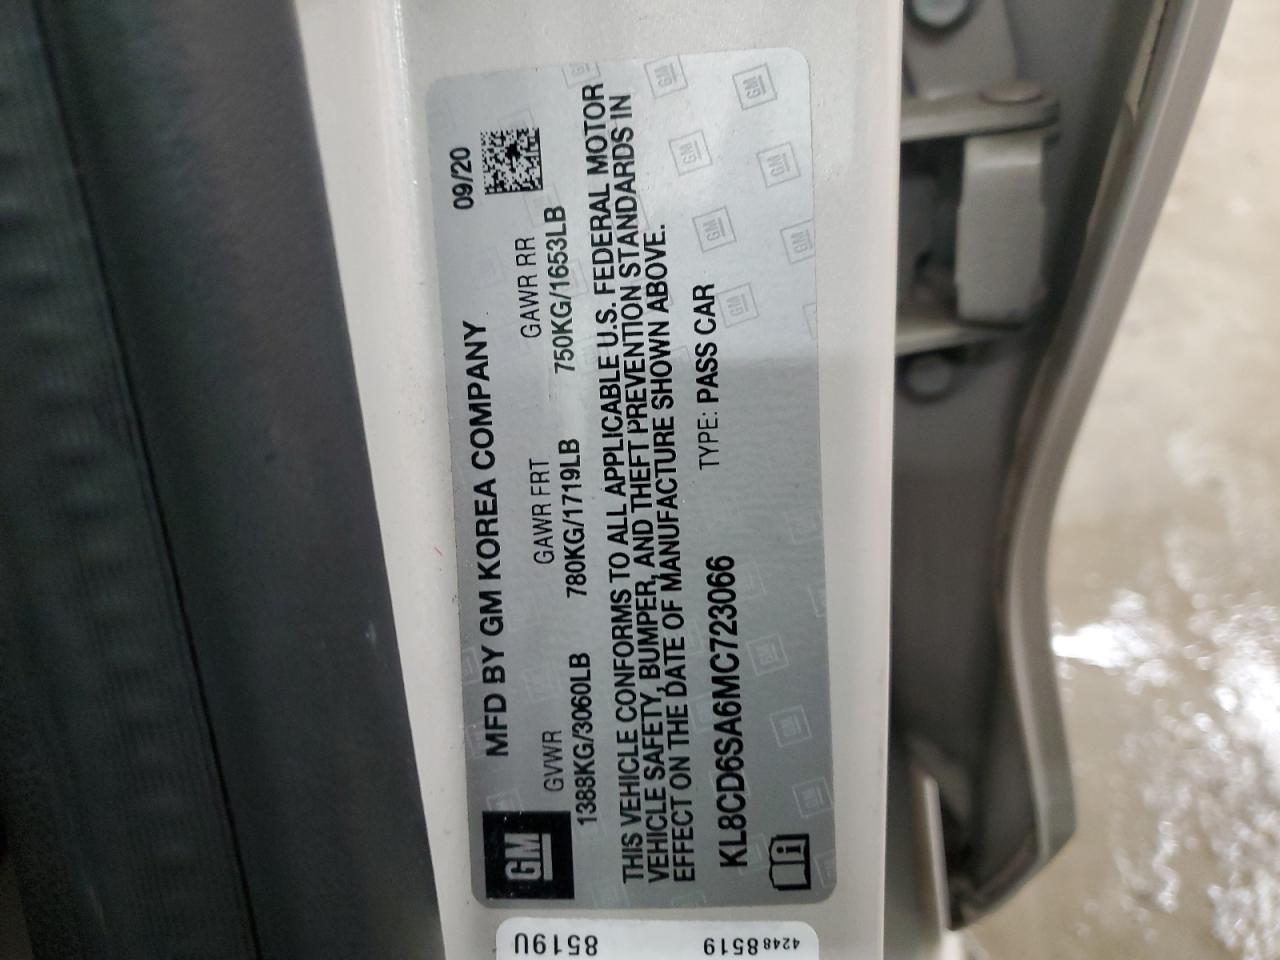 GM
MFD BY GM KOREA COMPANY 09/20
GVWR GAWR FRT GAWR RR
1388KG/3060LB 780KG/1719LB 750KG/1653LB
THIS VEHICLE CONFORMS TO ALL APPLICABLE U.S. FEDERAL MOTOR
VEHICLE SAFETY, BUMPER, AND THEFT PREVENTION STANDARDS IN
EFFECT ON THE DATE OF MANUFACTURE SHOWN ABOVE.
KL8CD6SA6MC723066 TYPE: PASS CAR
8519U
4248 8519